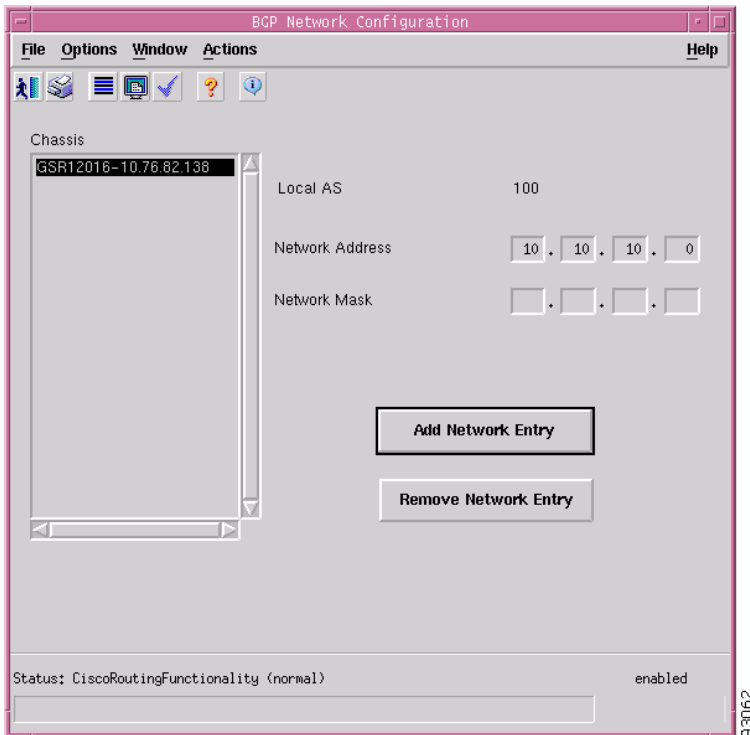 BGP Network Configuration
File Options Window Actions Help
Chassis
GSR12016-10.76.82.138
Local AS 100
Network Address 10 . 10 . 10 . 0
Network Mask . . .
Add Network Entry
Remove Network Entry
Status: CiscoRoutingFunctionality (normal) enabled
93062